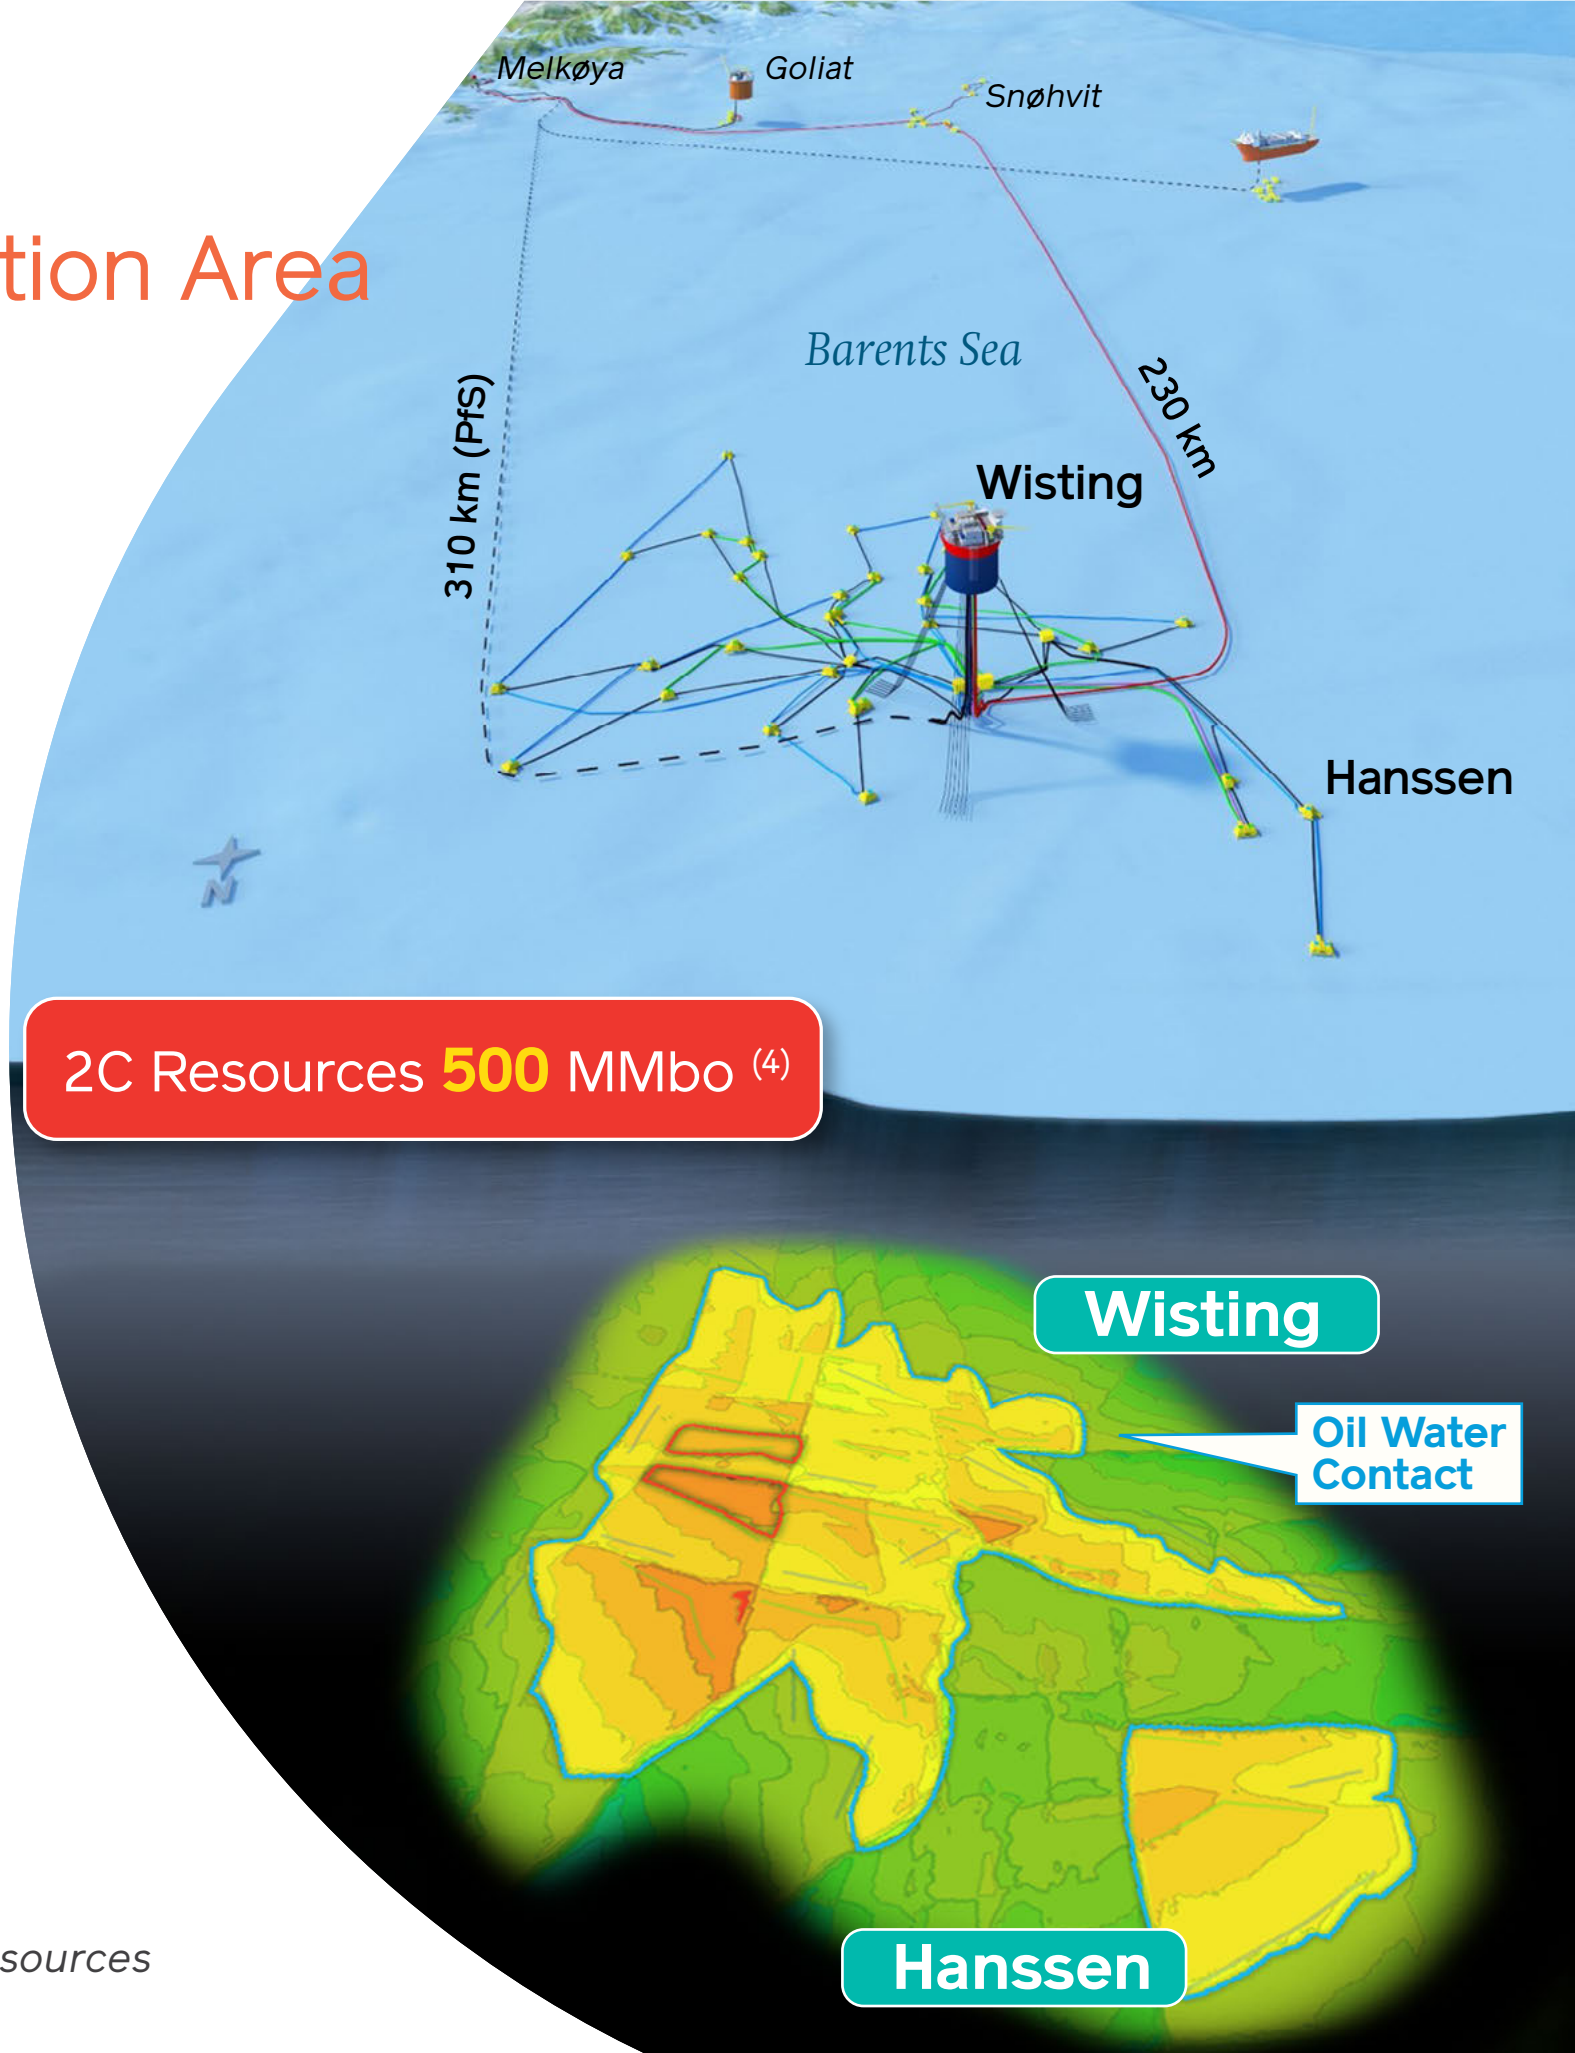 Melkøya
Goliat
Snøhvit
tion Area
Barents Sea
310 km (PfS)
230 km
Wisting
Hanssen
N
2C Resources 500 MMbo (4)
Wisting
Oil Water
Contact
Hanssen
sources